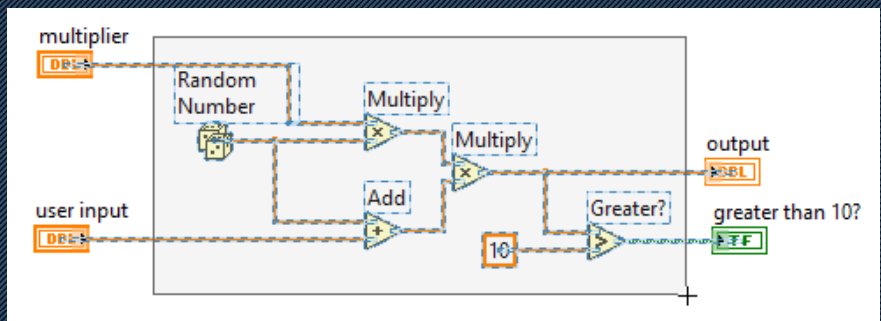 multiplier
DBL
Random
Number
Multiply
Multiply
output
DBL
user input
DBL
Add
Greater?
10
greater than 10?
TF